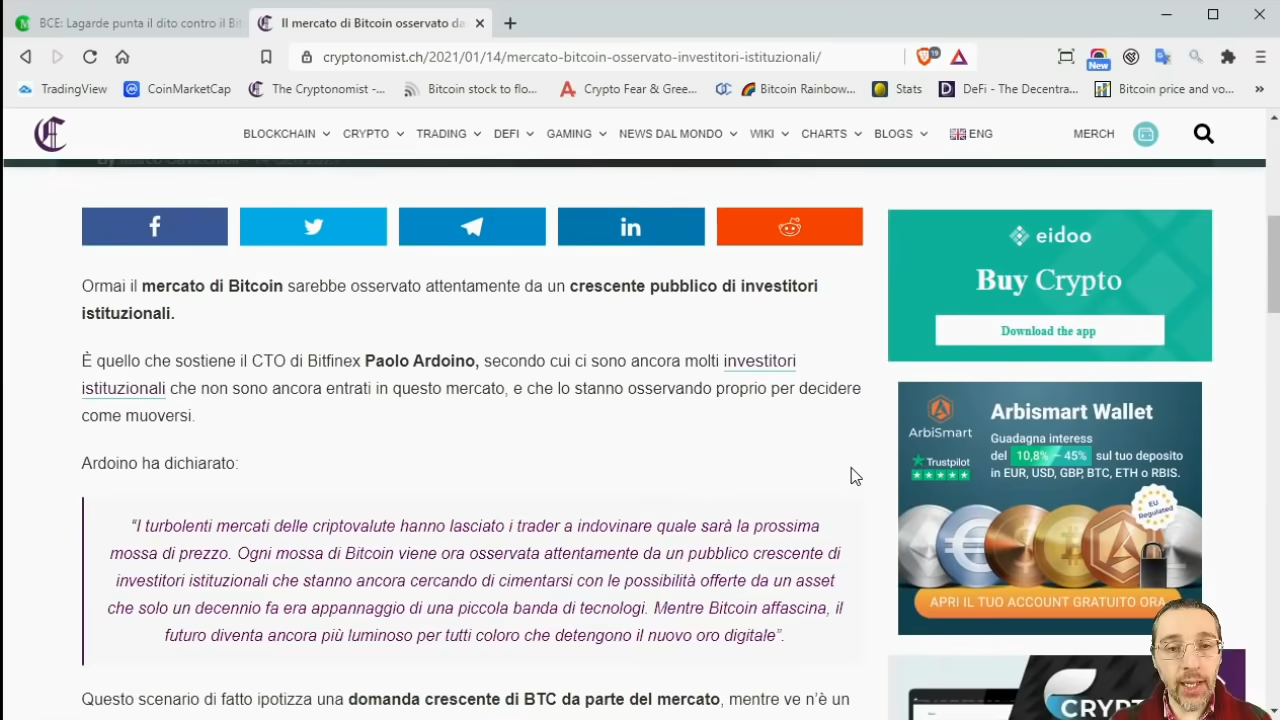 BCE: Lagarde punta il dito contro il Bi
Il mercato di Bitcoin osservato da
cryptonomist.ch/2021/01/14/mercato-bitcoin-osservato-investitori-istituzionali/
19
New
TradingView
CoinMarketCap
The Cryptonomist -...
Bitcoin stock to flo...
Crypto Fear & Gree...
Bitcoin Rainbow...
Stats
DeFi - The Decentra...
Bitcoin price and vo...
BLOCKCHAIN
CRYPTO
TRADING
DEFI
GAMING
NEWS DAL MONDO
WIKI
CHARTS
BLOGS
ENG
MERCH
Ormai il mercato di Bitcoin sarebbe osservato attentamente da un crescente pubblico di investitori
istituzionali.
È quello che sostiene il CTO di Bitfinex Paolo Ardoino, secondo cui ci sono ancora molti investitori
istituzionali che non sono ancora entrati in questo mercato, e che lo stanno osservando proprio per decidere
come muoversi.
Ardoino ha dichiarato:
“I turbolenti mercati delle criptovalute hanno lasciato i trader a indovinare quale sarà la prossima
mossa di prezzo. Ogni mossa di Bitcoin viene ora osservata attentamente da un pubblico crescente di
investitori istituzionali che stanno ancora cercando di cimentarsi con le possibilità offerte da un asset
che solo un decennio fa era appannaggio di una piccola banda di tecnologi. Mentre Bitcoin affascina, il
futuro diventa ancora più luminoso per tutti coloro che detengono il nuovo oro digitale”.
Questo scenario di fatto ipotizza una domanda crescente di BTC da parte del mercato, mentre ve n’è un
eidoo
Buy Crypto
Download the app
ArbiSmart
Trustpilot
Arbismart Wallet
Guadagna interess
del 10,8% – 45% sul tuo deposito
in EUR, USD, GBP, BTC, ETH o RBIS.
EU
Regulated
APRI IL TUO ACCOUNT GRATUITO ORA
CRYPT